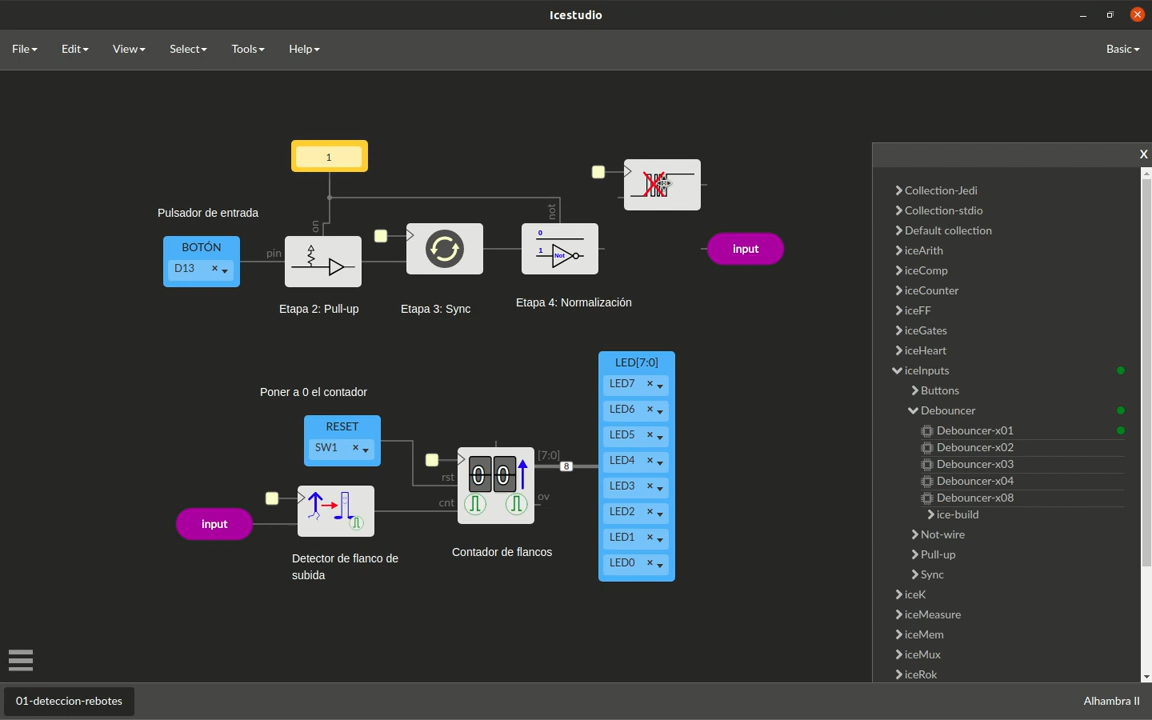 Icestudio
File Edit View Select Tools Help Basic
1
Pulsador de entrada
BOTÓN
D13
pin
on
Etapa 2: Pull-up
Etapa 3: Sync
not
0
1
Not
Etapa 4: Normalización
input
Poner a 0 el contador
RESET
SW1
rst
cnt
00
[7:0]
8
ov
input
Detector de flanco de
subida
Contador de flancos
LED[7:0]
LED7
LED6
LED5
LED4
LED3
LED2
LED1
LED0
X
Collection-Jedi
Collection-stdio
Default collection
iceArith
iceComp
iceCounter
iceFF
iceGates
iceHeart
iceInputs
Buttons
Debouncer
Debouncer-x01
Debouncer-x02
Debouncer-x03
Debouncer-x04
Debouncer-x08
ice-build
Not-wire
Pull-up
Sync
iceK
iceMeasure
iceMem
iceMux
iceRok
01-deteccion-rebotes
Alhambra II